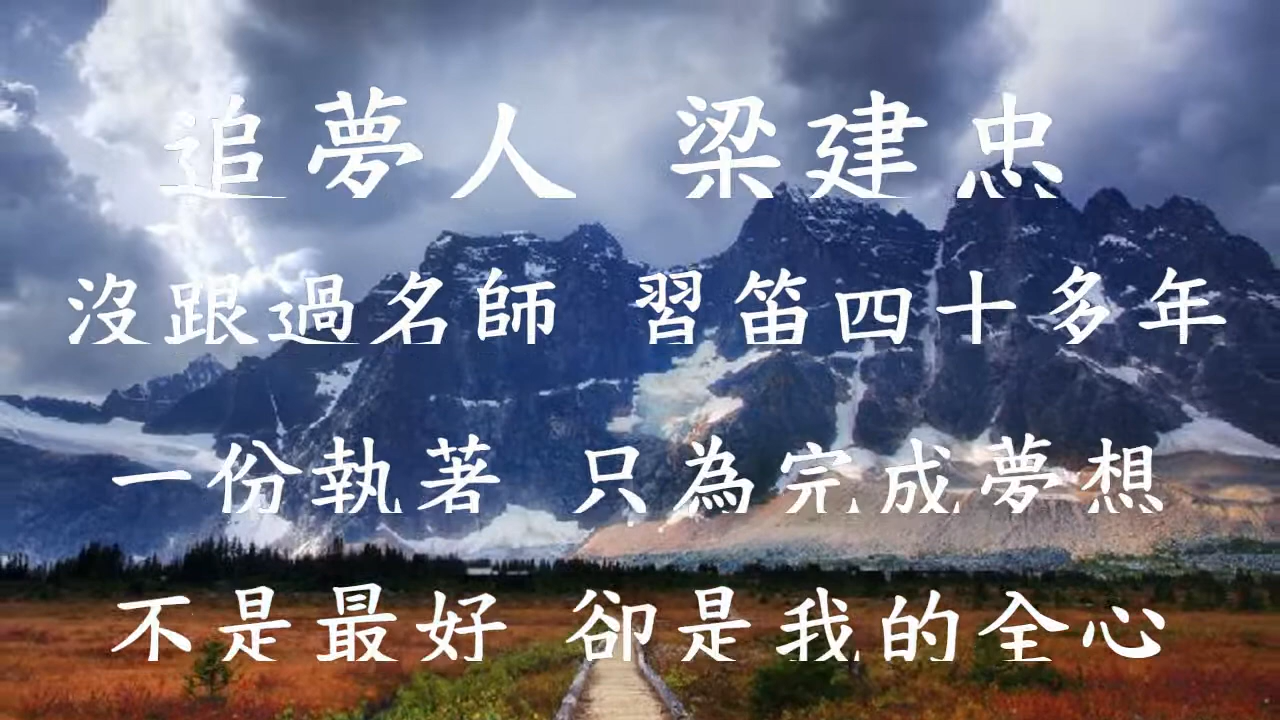 追夢人 梁建忠
沒跟過名師 習笛四十多年
一份執著 只為完成夢想
不是最好 卻是我的全心